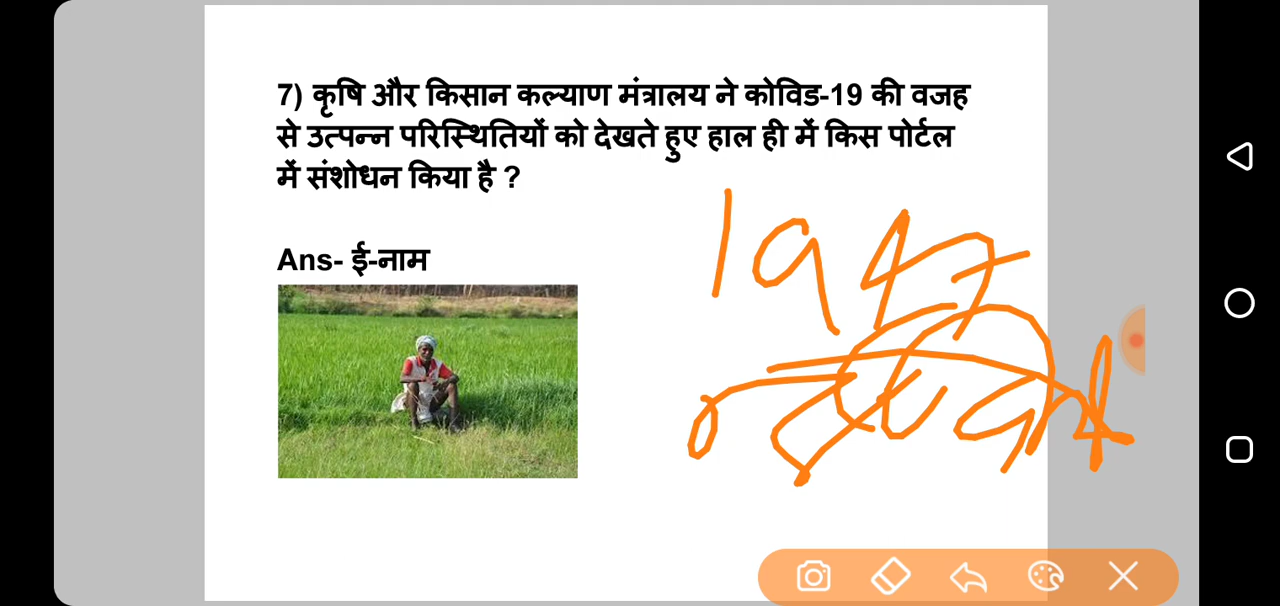 7) कृषि और किसान कल्याण मंत्रालय ने कोविड-19 की वजह
से उत्पन्न परिस्थितियों को देखते हुए हाल ही में किस पोर्टल
में संशोधन किया है ?
Ans- ई-नाम
1947